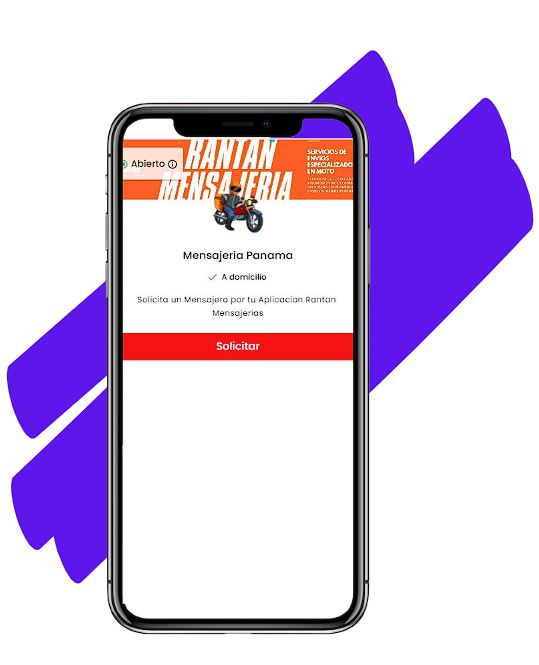 RANTAN
MENSAJERIA
SERVICIOS DE
ENVIOS
ESPECIALIZADO
EN MOTO
Abierto
Mensajeria Panama
A domicilio
Solicita un Mensajero por tu Aplicacion Rantan
Mensajerias
Solicitar